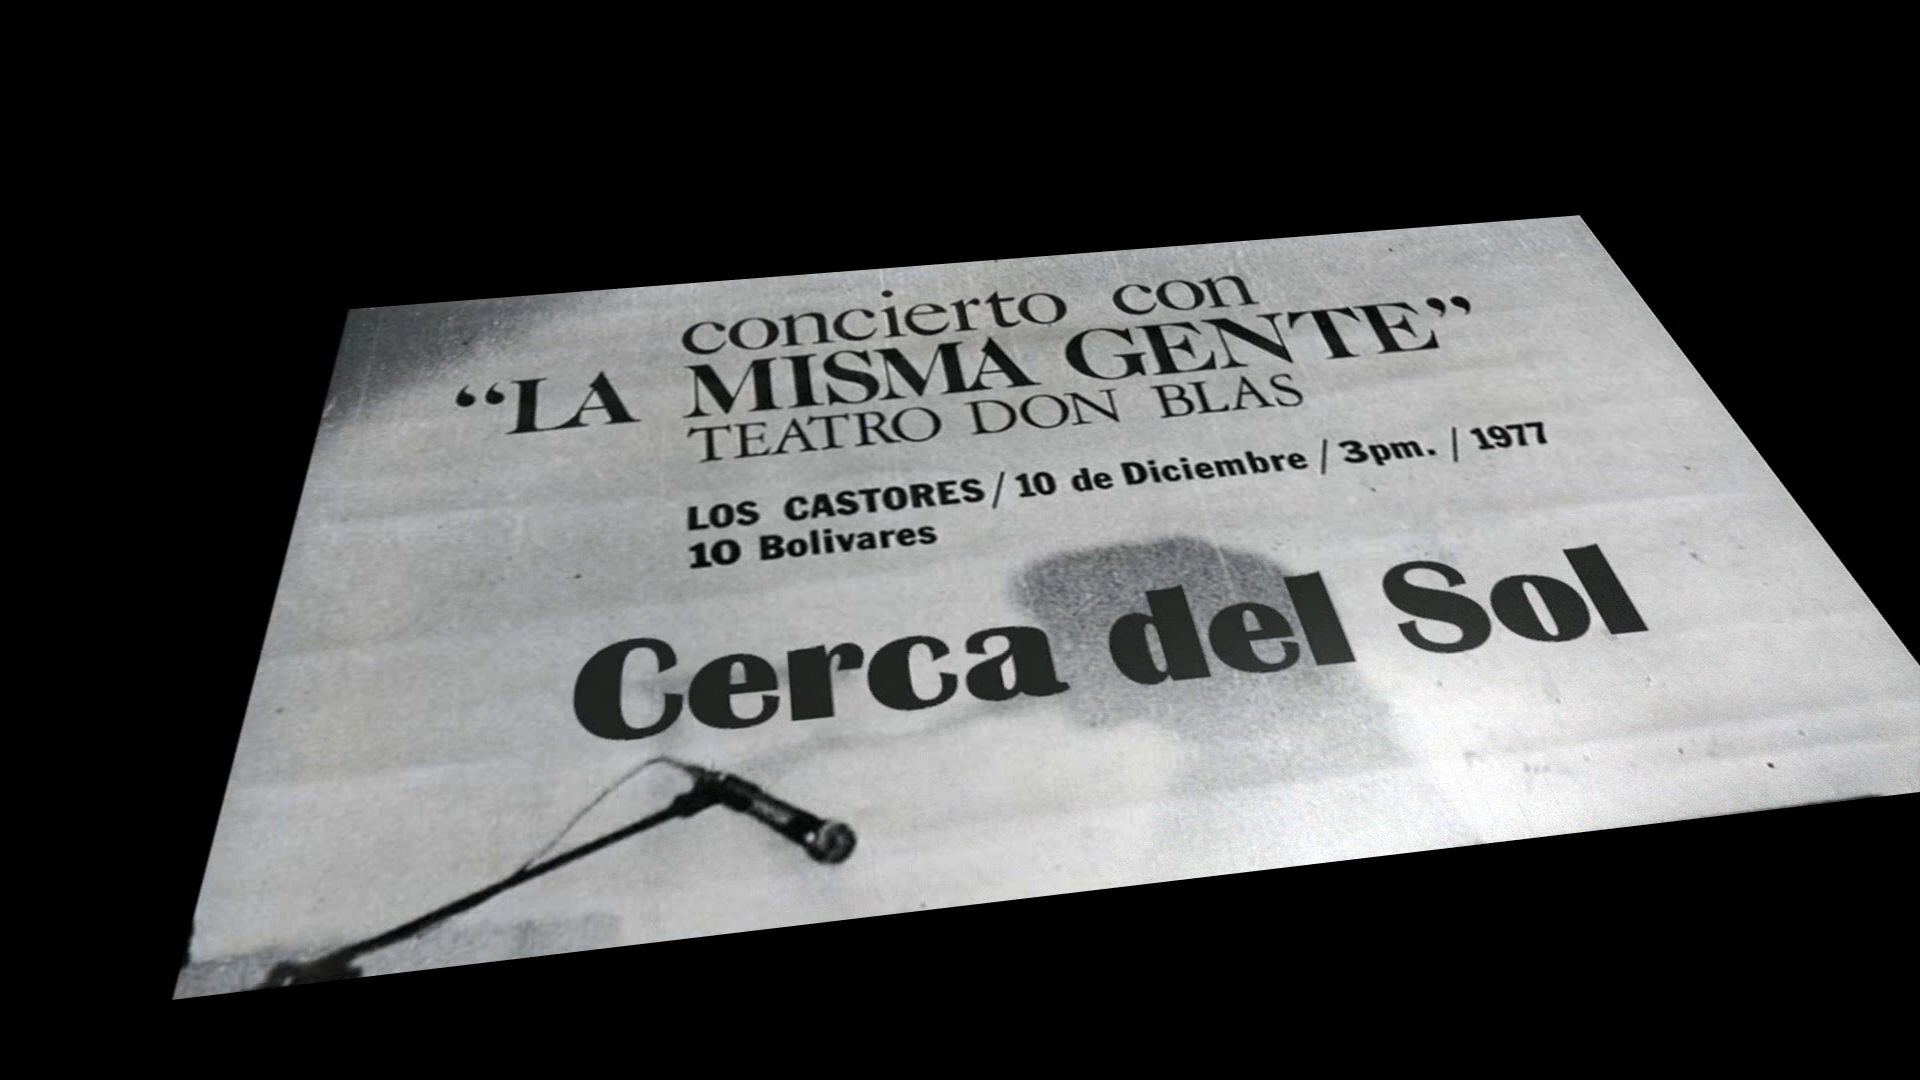 concierto con
“LA MISMA GENTE”
TEATRO DON BLAS
LOS CASTORES / 10 de Diciembre / 3pm. / 1977
10 Bolivares
Cerca del Sol